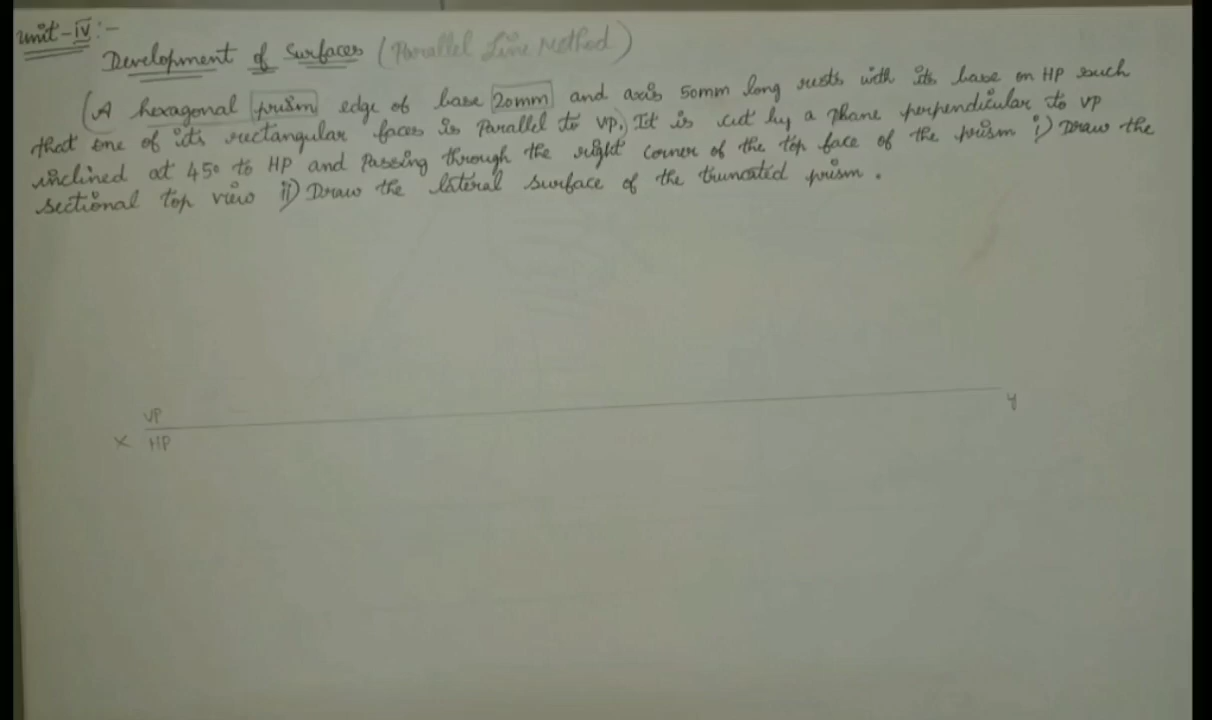 Unit-IV:-
Development of Surfaces (Parallel Line Method)
(A hexagonal prism edge of base 20mm and axis 50mm long rests with its base on HP such
that one of its rectangular faces is Parallel to VP.) It is cut by a Plane perpendicular to VP
inclined at 45° to HP and Passing through the right corner of the top face of the prism i) Draw the
sectional top view ii) Draw the lateral surface of the truncated prism.
VP
X HP
y